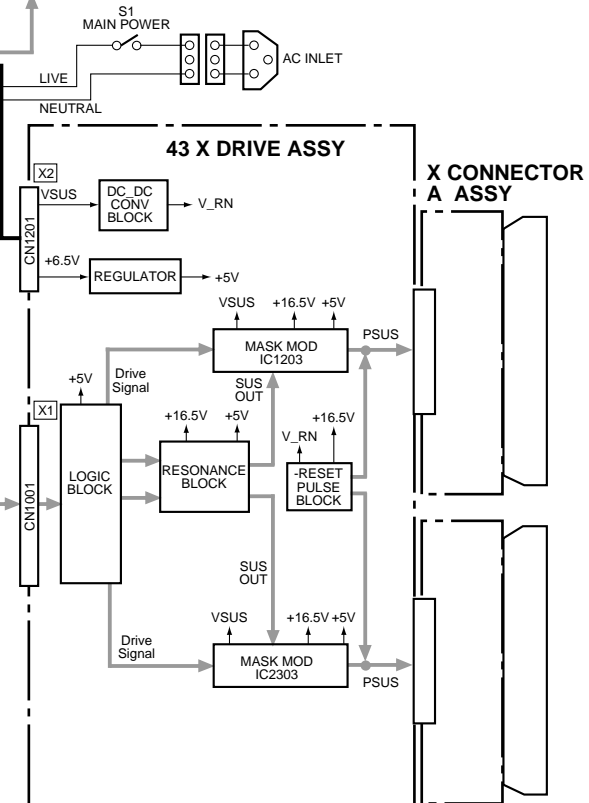 S1
MAIN POWER
AC INLET
LIVE
NEUTRAL
43 X DRIVE ASSY
X CONNECTOR
A ASSY
X2
VSUS
DC_DC
CONV
BLOCK
V_RN
CN1201
+6.5V
REGULATOR
+5V
VSUS
+16.5V
+5V
PSUS
MASK MOD
IC1203
+5V
Drive
Signal
SUS
OUT
X1
+16.5V
+5V
+16.5V
V_RN
LOGIC
BLOCK
RESONANCE
BLOCK
-RESET
PULSE
BLOCK
CN1001
SUS
OUT
VSUS
+16.5V
+5V
Drive
Signal
MASK MOD
IC2303
PSUS